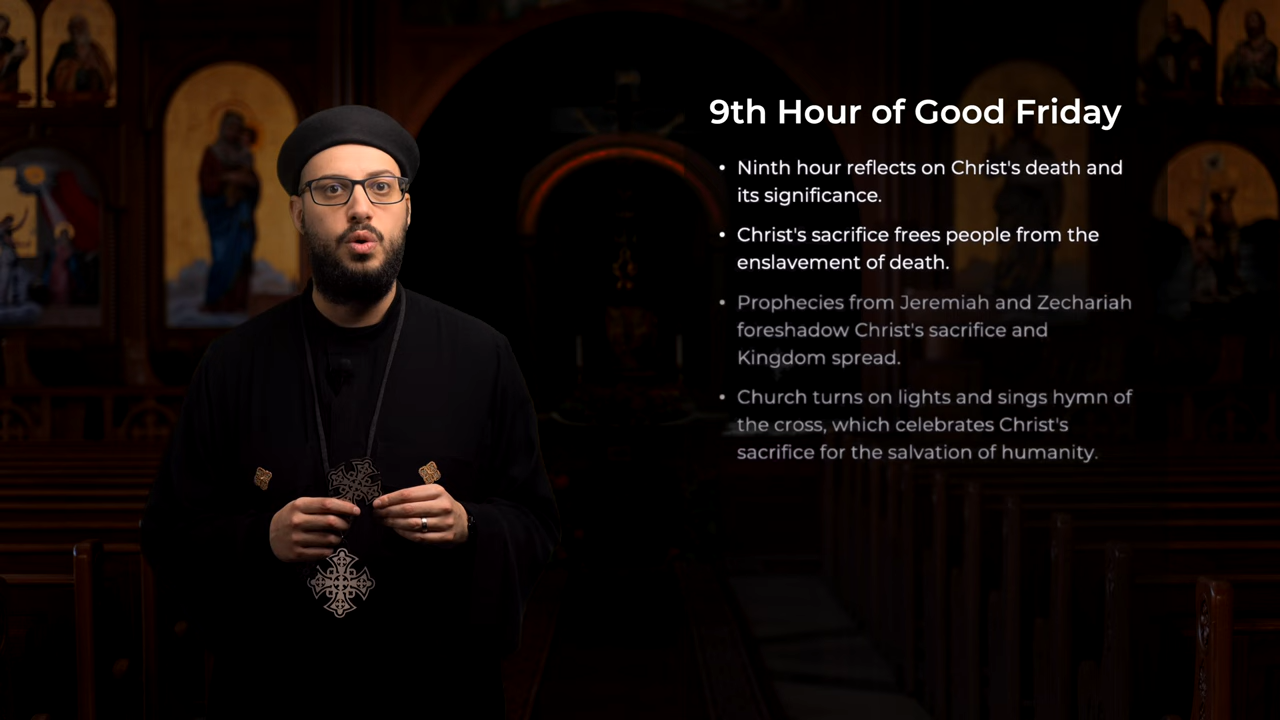 9th Hour of Good Friday
• Ninth hour reflects on Christ's death and
its significance.
• Christ's sacrifice frees people from the
enslavement of death.
• Prophecies from Jeremiah and Zechariah
foreshadow Christ's sacrifice and
Kingdom spread.
• Church turns on lights and sings hymn of
the cross, which celebrates Christ's
sacrifice for the salvation of humanity.